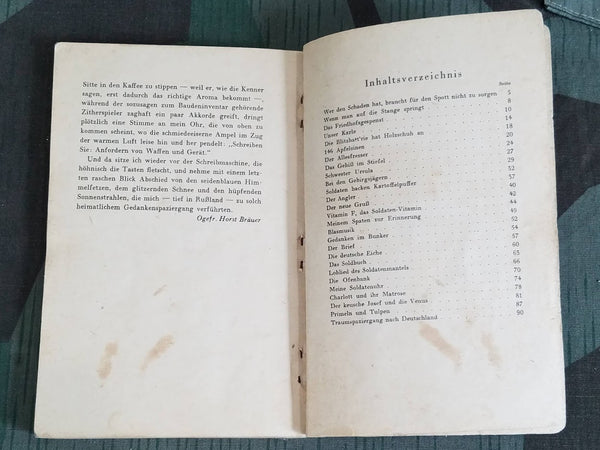 Sitte in den Kaffee zu stippen — weil er, wie die Kenner
sagen, erst dadurch das richtige Aroma bekommt —,
während der sozusagen zum Baudeninventar gehörende
Zitherspieler zaghaft ein paar Akkorde greift, dringt
plötzlich eine Stimme an mein Ohr, die von oben zu
kommen scheint, wo die schmiedeeiserne Ampel im Zug
der warmen Luft leise hin und her pendelt: „Schreiben
Sie: Anfordern von Waffen und Gerät.“
Und da sitze ich wieder vor der Schreibmaschine, die
höhnisch die Tasten fletscht, und nehme mit einem letz-
ten raschen Blick Abschied von den seidenblauen Him-
melfetzen, dem glitzernden Schnee und den hüpfenden
Sonnenstrahlen, die mich — tief in Rußland — zu solch
heimatlichem Gedankenspaziergang verführten.
Ogefr. Horst Bräuer
Inhaltsverzeichnis
Seite
Wer den Schaden hat, braucht für den Spott nicht zu sorgen 5
Wenn man auf die Stange springt 8
Das Friedhofsgespenst 10
Unser Karle 14
Die Blitzbatt'rie hat Holzschuh an 18
146 Apfelsinen 20
Der Allesfresser 24
Das Gebiß im Stiefel 27
Schwester Ursula 29
Bei den Gebirgsjägern 32
Soldaten backen Kartoffelpuffer 37
Der Angler 40
Der neue Gruß 42
Vitamin F, das Soldaten-Vitamin 44
Meinem Spaten zur Erinnerung 49
Blasmusik 52
Gedanken im Bunker 54
Der Brief 57
Die deutsche Eiche 60
Das Soldbuch 65
Loblied des Soldatenmantels 66
Die Ofenbank 70
Meine Soldatenuhr 74
Charlott und ihr Matrose 78
Der keusche Josef und die Venus 81
Primeln und Tulpen 87
Traumspaziergang nach Deutschland 90